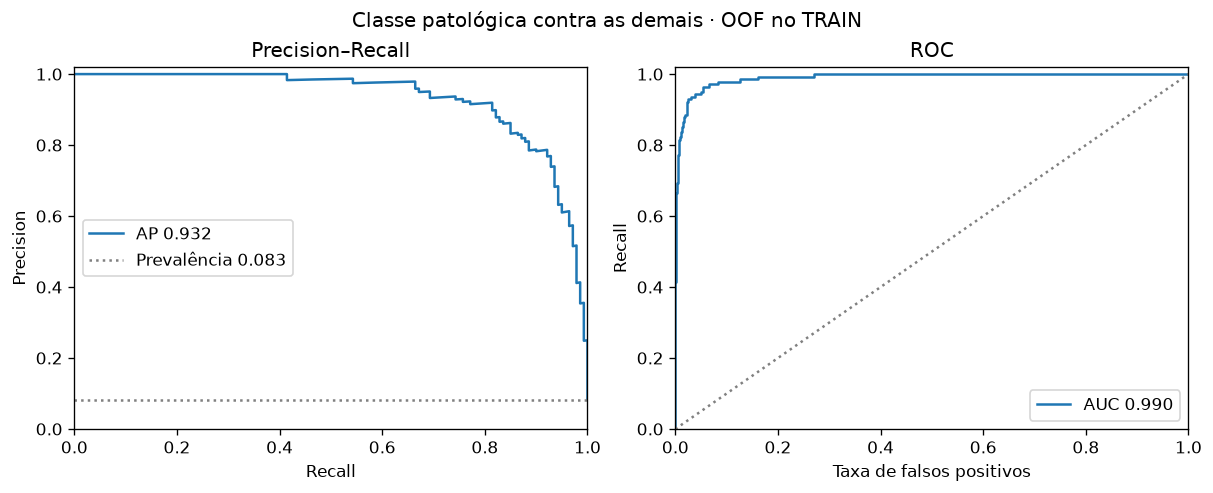 Classe patológica contra as demais · OOF no TRAIN
Precision–Recall
1.0
0.8
0.6
0.4
0.2
0.0
Precision
AP 0.932
Prevalência 0.083
0.0 0.2 0.4 0.6 0.8 1.0
Recall
ROC
1.0
0.8
0.6
0.4
0.2
0.0
Recall
AUC 0.990
0.0 0.2 0.4 0.6 0.8 1.0
Taxa de falsos positivos